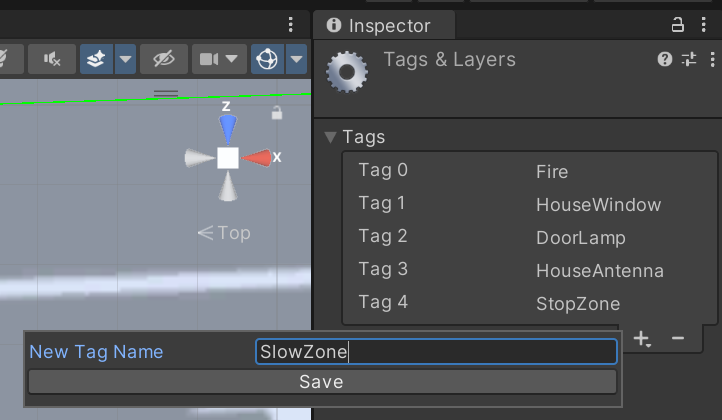 Inspector
Tags & Layers
Z
X
Top
Tags
Tag 0 Fire
Tag 1 HouseWindow
Tag 2 DoorLamp
Tag 3 HouseAntenna
Tag 4 StopZone
New Tag Name SlowZone
Save